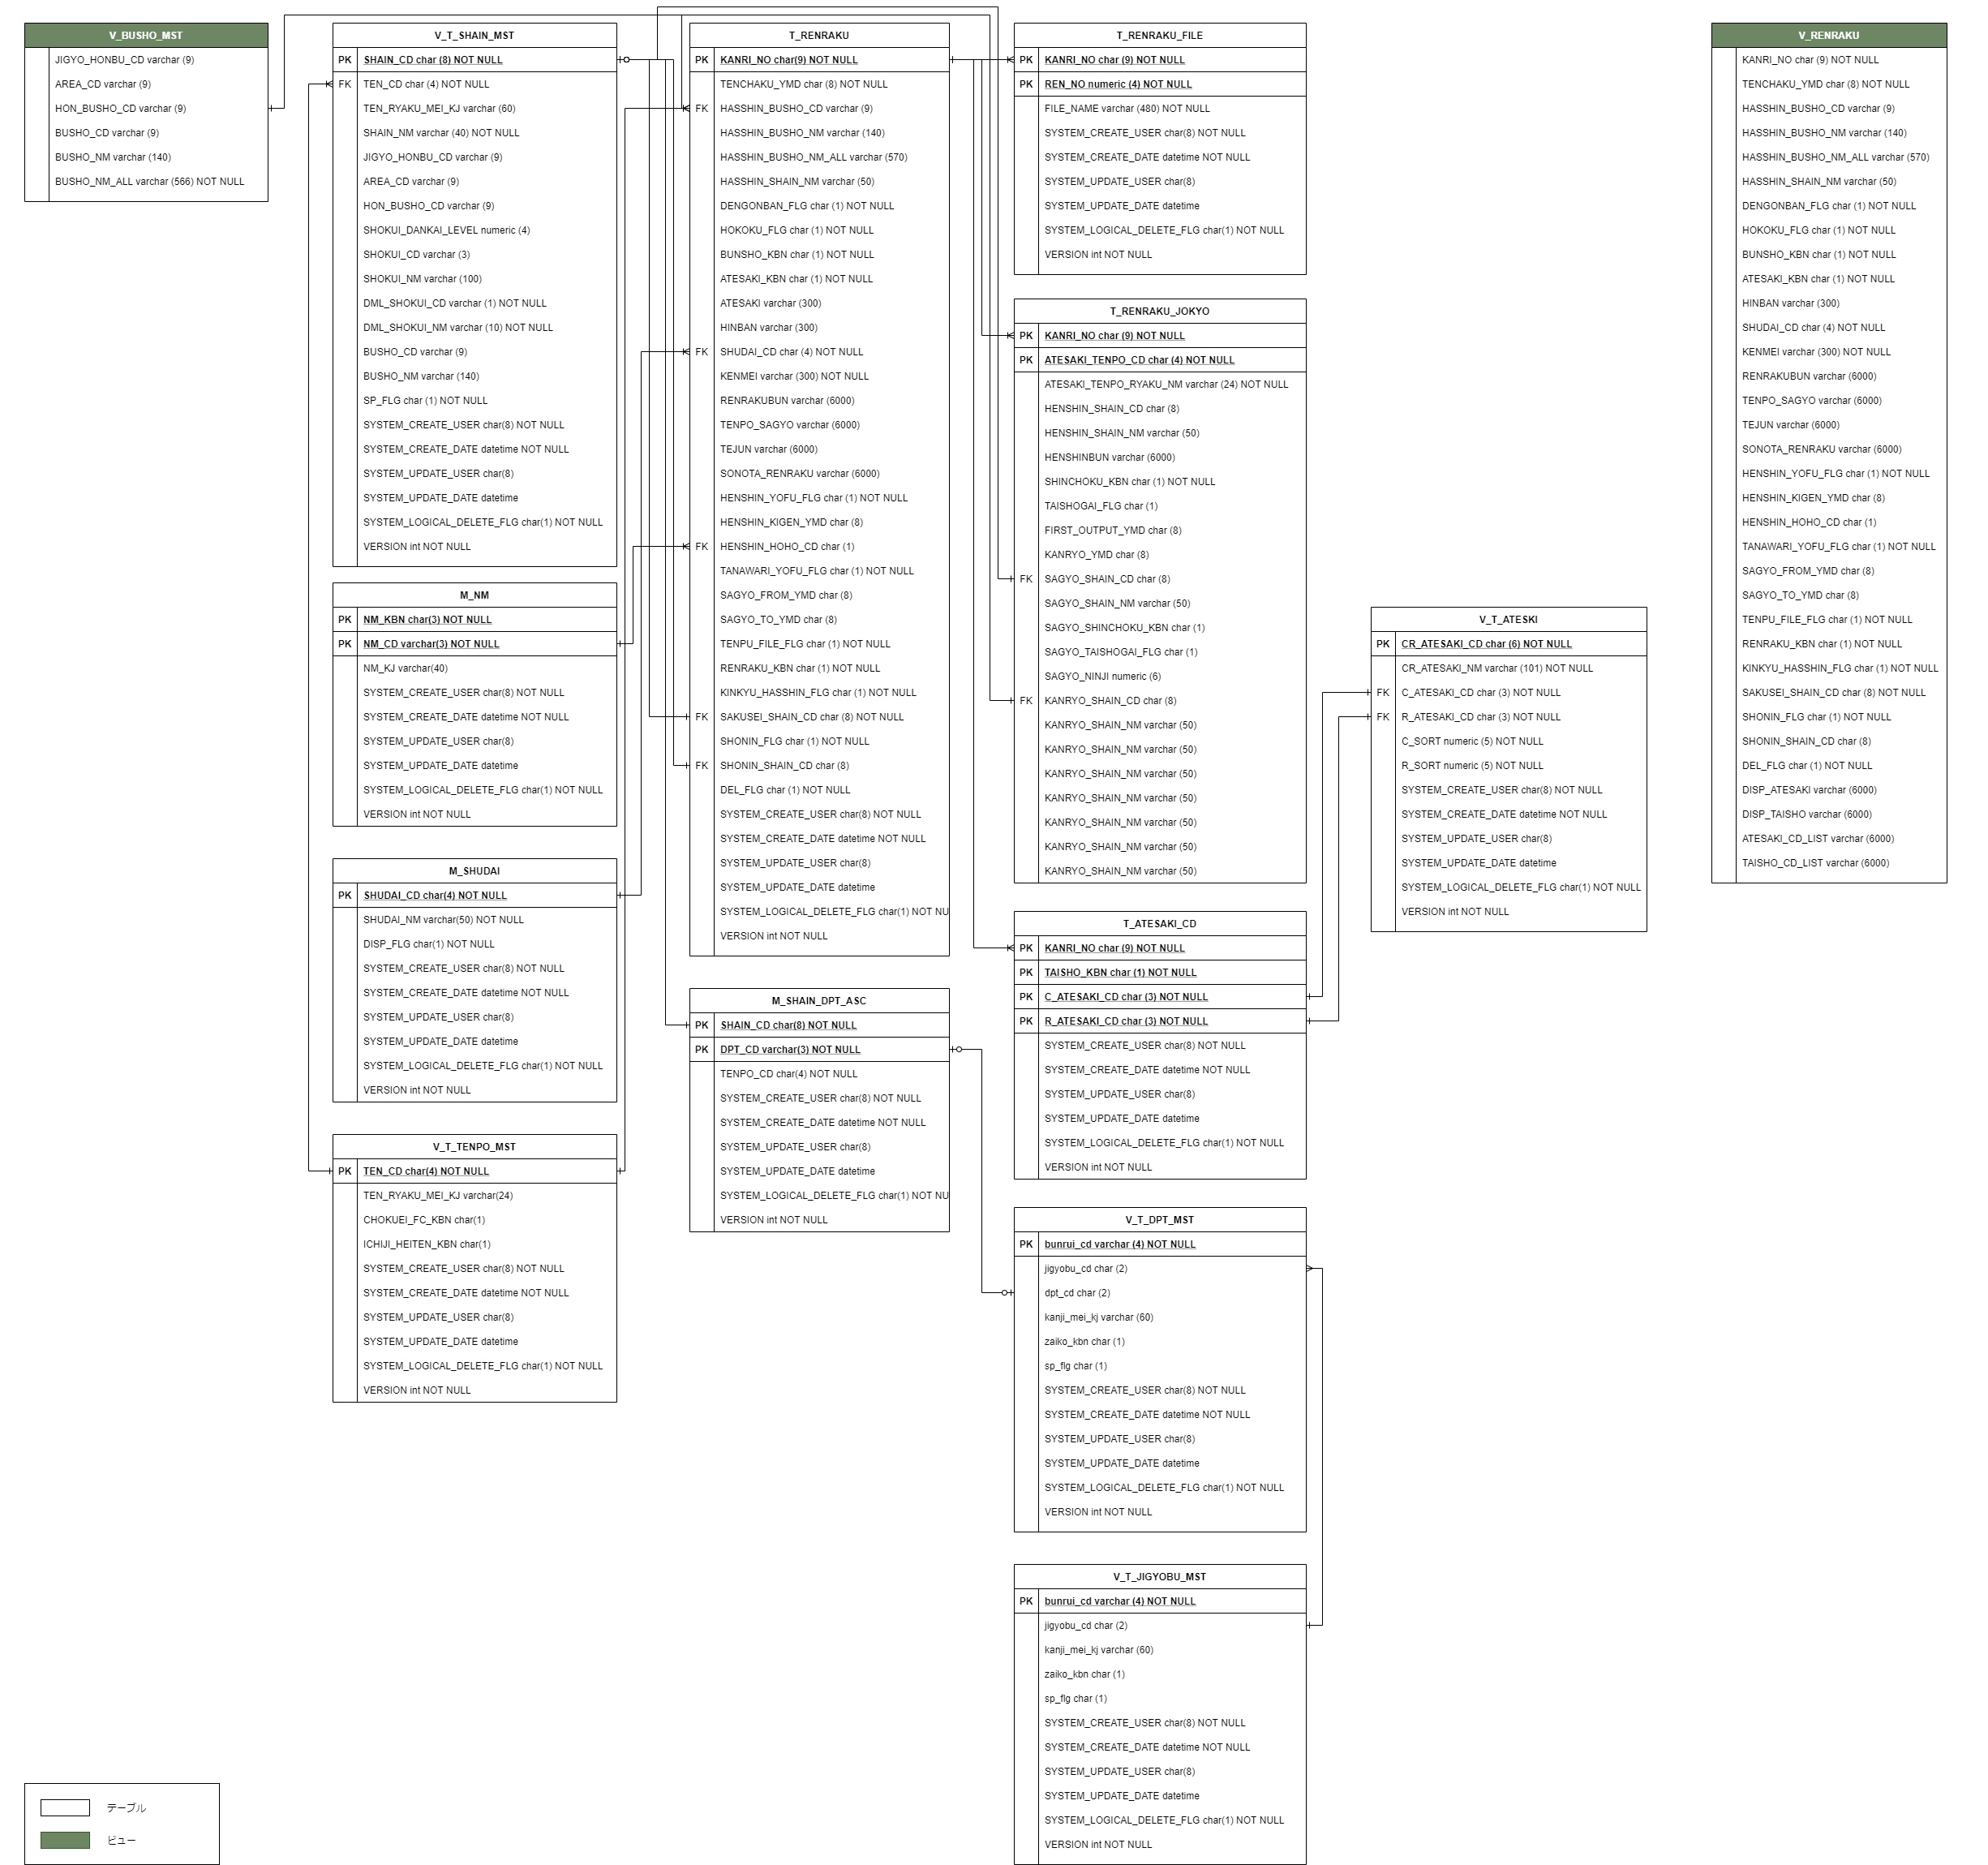 V_BUSHO_MST
JIGYO_HONBU_CD varchar (9)
AREA_CD varchar (9)
HON_BUSHO_CD varchar (9)
BUSHO_CD varchar (9)
BUSHO_NM varchar (140)
BUSHO_NM_ALL varchar (566) NOT NULL
V_T_SHAIN_MST
PK SHAIN_CD char (8) NOT NULL
FK TEN_CD char (4) NOT NULL
TEN_RYAKU_MEI_KJ varchar (60)
SHAIN_NM varchar (40) NOT NULL
JIGYO_HONBU_CD varchar (9)
AREA_CD varchar (9)
HON_BUSHO_CD varchar (9)
SHOKUI_DANKAI_LEVEL numeric (4)
SHOKUI_CD varchar (3)
SHOKUI_NM varchar (100)
DML_SHOKUI_CD varchar (1) NOT NULL
DML_SHOKUI_NM varchar (10) NOT NULL
BUSHO_CD varchar (9)
BUSHO_NM varchar (140)
SP_FLG char (1) NOT NULL
SYSTEM_CREATE_USER char(8) NOT NULL
SYSTEM_CREATE_DATE datetime NOT NULL
SYSTEM_UPDATE_USER char(8)
SYSTEM_UPDATE_DATE datetime
SYSTEM_LOGICAL_DELETE_FLG char(1) NOT NULL
VERSION int NOT NULL
M_NM
PK NM_KBN char(3) NOT NULL
PK NM_CD varchar(3) NOT NULL
NM_KJ varchar(40)
SYSTEM_CREATE_USER char(8) NOT NULL
SYSTEM_CREATE_DATE datetime NOT NULL
SYSTEM_UPDATE_USER char(8)
SYSTEM_UPDATE_DATE datetime
SYSTEM_LOGICAL_DELETE_FLG char(1) NOT NULL
VERSION int NOT NULL
M_SHUDAI
PK SHUDAI_CD char(4) NOT NULL
SHUDAI_NM varchar(50) NOT NULL
DISP_FLG char(1) NOT NULL
SYSTEM_CREATE_USER char(8) NOT NULL
SYSTEM_CREATE_DATE datetime NOT NULL
SYSTEM_UPDATE_USER char(8)
SYSTEM_UPDATE_DATE datetime
SYSTEM_LOGICAL_DELETE_FLG char(1) NOT NULL
VERSION int NOT NULL
V_T_TENPO_MST
PK TEN_CD char(4) NOT NULL
TEN_RYAKU_MEI_KJ varchar(24)
CHOKUEI_FC_KBN char(1)
ICHIJI_HEITEN_KBN char(1)
SYSTEM_CREATE_USER char(8) NOT NULL
SYSTEM_CREATE_DATE datetime NOT NULL
SYSTEM_UPDATE_USER char(8)
SYSTEM_UPDATE_DATE datetime
SYSTEM_LOGICAL_DELETE_FLG char(1) NOT NULL
VERSION int NOT NULL
T_RENRAKU
PK KANRI_NO char(9) NOT NULL
TENCHAKU_YMD char (8) NOT NULL
FK HASSHIN_BUSHO_CD varchar (9)
HASSHIN_BUSHO_NM varchar (140)
HASSHIN_BUSHO_NM_ALL varchar (570)
HASSHIN_SHAIN_NM varchar (50)
DENGONBAN_FLG char (1) NOT NULL
HOKOKU_FLG char (1) NOT NULL
BUNSHO_KBN char (1) NOT NULL
ATESAKI_KBN char (1) NOT NULL
ATESAKI varchar (300)
HINBAN varchar (300)
FK SHUDAI_CD char (4) NOT NULL
KENMEI varchar (300) NOT NULL
RENRAKUBUN varchar (6000)
TENPO_SAGYO varchar (6000)
TEJUN varchar (6000)
SONOTA_RENRAKU varchar (6000)
HENSHIN_YOFU_FLG char (1) NOT NULL
HENSHIN_KIGEN_YMD char (8)
FK HENSHIN_HOHO_CD char (1)
TANAWARI_YOFU_FLG char (1) NOT NULL
SAGYO_FROM_YMD char (8)
SAGYO_TO_YMD char (8)
TENPU_FILE_FLG char (1) NOT NULL
RENRAKU_KBN char (1) NOT NULL
KINKYU_HASSHIN_FLG char (1) NOT NULL
FK SAKUSEI_SHAIN_CD char (8) NOT NULL
SHONIN_FLG char (1) NOT NULL
FK SHONIN_SHAIN_CD char (8)
DEL_FLG char (1) NOT NULL
SYSTEM_CREATE_USER char(8) NOT NULL
SYSTEM_CREATE_DATE datetime NOT NULL
SYSTEM_UPDATE_USER char(8)
SYSTEM_UPDATE_DATE datetime
SYSTEM_LOGICAL_DELETE_FLG char(1) NOT NU
VERSION int NOT NULL
M_SHAIN_DPT_ASC
PK SHAIN_CD char(8) NOT NULL
PK DPT_CD varchar(3) NOT NULL
TENPO_CD char(4) NOT NULL
SYSTEM_CREATE_USER char(8) NOT NULL
SYSTEM_CREATE_DATE datetime NOT NULL
SYSTEM_UPDATE_USER char(8)
SYSTEM_UPDATE_DATE datetime
SYSTEM_LOGICAL_DELETE_FLG char(1) NOT NU
VERSION int NOT NULL
T_RENRAKU_FILE
PK KANRI_NO char (9) NOT NULL
PK REN_NO numeric (4) NOT NULL
FILE_NAME varchar (480) NOT NULL
SYSTEM_CREATE_USER char(8) NOT NULL
SYSTEM_CREATE_DATE datetime NOT NULL
SYSTEM_UPDATE_USER char(8)
SYSTEM_UPDATE_DATE datetime
SYSTEM_LOGICAL_DELETE_FLG char(1) NOT NULL
VERSION int NOT NULL
T_RENRAKU_JOKYO
PK KANRI_NO char (9) NOT NULL
PK ATESAKI_TENPO_CD char (4) NOT NULL
ATESAKI_TENPO_RYAKU_NM varchar (24) NOT NULL
HENSHIN_SHAIN_CD char (8)
HENSHIN_SHAIN_NM varchar (50)
HENSHINBUN varchar (6000)
SHINCHOKU_KBN char (1) NOT NULL
TAISHOGAI_FLG char (1)
FIRST_OUTPUT_YMD char (8)
KANRYO_YMD char (8)
FK SAGYO_SHAIN_CD char (8)
SAGYO_SHAIN_NM varchar (50)
SAGYO_SHINCHOKU_KBN char (1)
SAGYO_TAISHOGAI_FLG char (1)
SAGYO_NINJI numeric (6)
FK KANRYO_SHAIN_CD char (8)
KANRYO_SHAIN_NM varchar (50)
KANRYO_SHAIN_NM varchar (50)
KANRYO_SHAIN_NM varchar (50)
KANRYO_SHAIN_NM varchar (50)
KANRYO_SHAIN_NM varchar (50)
KANRYO_SHAIN_NM varchar (50)
KANRYO_SHAIN_NM varchar (50)
T_ATESAKI_CD
PK KANRI_NO char (9) NOT NULL
PK TAISHO_KBN char (1) NOT NULL
PK C_ATESAKI_CD char (3) NOT NULL
PK R_ATESAKI_CD char (3) NOT NULL
SYSTEM_CREATE_USER char(8) NOT NULL
SYSTEM_CREATE_DATE datetime NOT NULL
SYSTEM_UPDATE_USER char(8)
SYSTEM_UPDATE_DATE datetime
SYSTEM_LOGICAL_DELETE_FLG char(1) NOT NULL
VERSION int NOT NULL
V_T_DPT_MST
PK bunrui_cd varchar (4) NOT NULL
jigyobu_cd char (2)
dpt_cd char (2)
kanji_mei_kj varchar (60)
zaiko_kbn char (1)
sp_flg char (1)
SYSTEM_CREATE_USER char(8) NOT NULL
SYSTEM_CREATE_DATE datetime NOT NULL
SYSTEM_UPDATE_USER char(8)
SYSTEM_UPDATE_DATE datetime
SYSTEM_LOGICAL_DELETE_FLG char(1) NOT NULL
VERSION int NOT NULL
V_T_JIGYOBU_MST
PK bunrui_cd varchar (4) NOT NULL
jigyobu_cd char (2)
kanji_mei_kj varchar (60)
zaiko_kbn char (1)
sp_flg char (1)
SYSTEM_CREATE_USER char(8) NOT NULL
SYSTEM_CREATE_DATE datetime NOT NULL
SYSTEM_UPDATE_USER char(8)
SYSTEM_UPDATE_DATE datetime
SYSTEM_LOGICAL_DELETE_FLG char(1) NOT NULL
VERSION int NOT NULL
V_T_ATESKI
PK CR_ATESAKI_CD char (6) NOT NULL
CR_ATESAKI_NM varchar (101) NOT NULL
FK C_ATESAKI_CD char (3) NOT NULL
FK R_ATESAKI_CD char (3) NOT NULL
C_SORT numeric (5) NOT NULL
R_SORT numeric (5) NOT NULL
SYSTEM_CREATE_USER char(8) NOT NULL
SYSTEM_CREATE_DATE datetime NOT NULL
SYSTEM_UPDATE_USER char(8)
SYSTEM_UPDATE_DATE datetime
SYSTEM_LOGICAL_DELETE_FLG char(1) NOT NULL
VERSION int NOT NULL
V_RENRAKU
KANRI_NO char (9) NOT NULL
TENCHAKU_YMD char (8) NOT NULL
HASSHIN_BUSHO_CD varchar (9)
HASSHIN_BUSHO_NM varchar (140)
HASSHIN_BUSHO_NM_ALL varchar (570)
HASSHIN_SHAIN_NM varchar (50)
DENGONBAN_FLG char (1) NOT NULL
HOKOKU_FLG char (1) NOT NULL
BUNSHO_KBN char (1) NOT NULL
ATESAKI_KBN char (1) NOT NULL
HINBAN varchar (300)
SHUDAI_CD char (4) NOT NULL
KENMEI varchar (300) NOT NULL
RENRAKUBUN varchar (6000)
TENPO_SAGYO varchar (6000)
TEJUN varchar (6000)
SONOTA_RENRAKU varchar (6000)
HENSHIN_YOFU_FLG char (1) NOT NULL
HENSHIN_KIGEN_YMD char (8)
HENSHIN_HOHO_CD char (1)
TANAWARI_YOFU_FLG char (1) NOT NULL
SAGYO_FROM_YMD char (8)
SAGYO_TO_YMD char (8)
TENPU_FILE_FLG char (1) NOT NULL
RENRAKU_KBN char (1) NOT NULL
KINKYU_HASSHIN_FLG char (1) NOT NULL
SAKUSEI_SHAIN_CD char (8) NOT NULL
SHONIN_FLG char (1) NOT NULL
SHONIN_SHAIN_CD char (8)
DEL_FLG char (1) NOT NULL
DISP_ATESAKI varchar (6000)
DISP_TAISHO varchar (6000)
ATESAKI_CD_LIST varchar (6000)
TAISHO_CD_LIST varchar (6000)
テーブル
ビュー